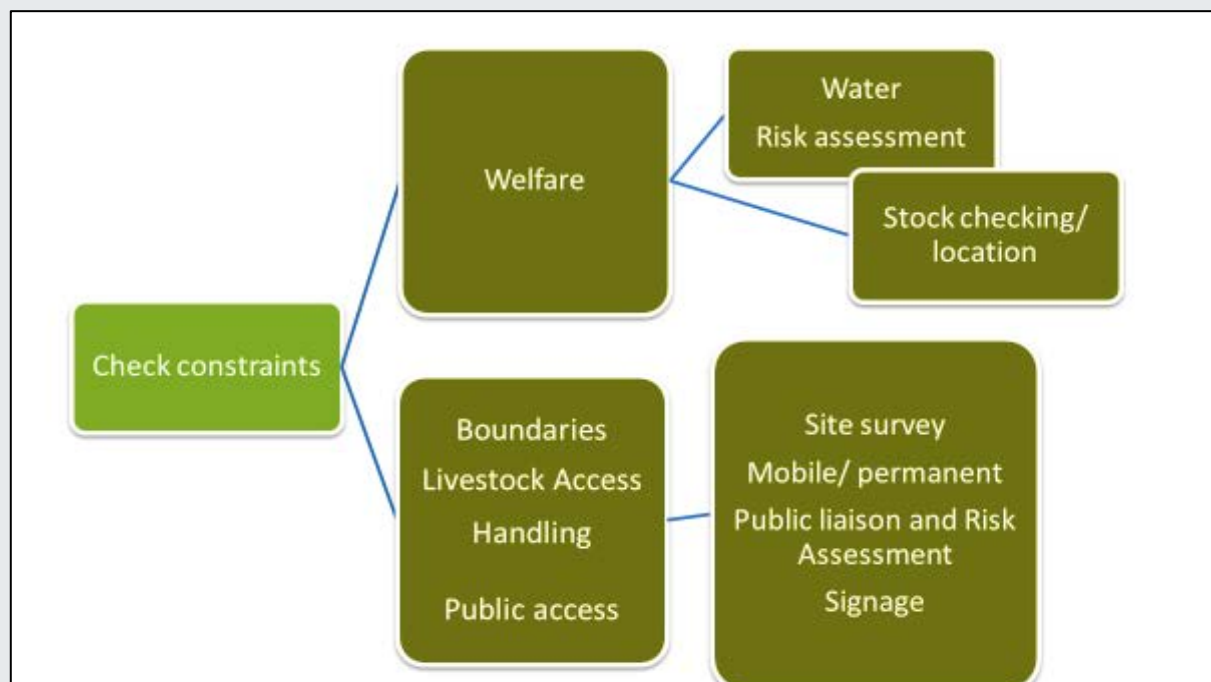 Check constraints
Welfare
Water
Risk assessment
Stock checking/
location
Boundaries
Livestock Access
Handling
Public access
Site survey
Mobile/ permanent
Public liaison and Risk
Assessment
Signage